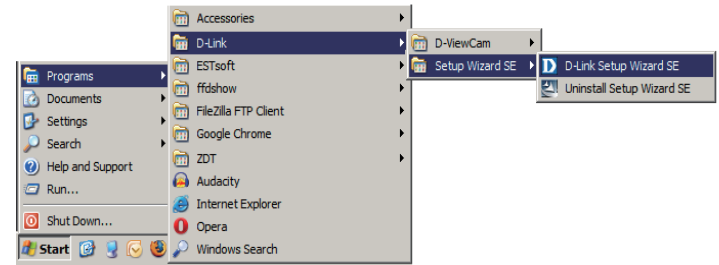 Programs
Documents
Settings
Search
Help and Support
Run...
Shut Down...
Start
Accessories
D-Link
ESTsoft
ffdshow
FileZilla FTP Client
Google Chrome
ZDT
Audacity
Internet Explorer
Opera
Windows Search
D-ViewCam
Setup Wizard SE
D-Link Setup Wizard SE
Uninstall Setup Wizard SE